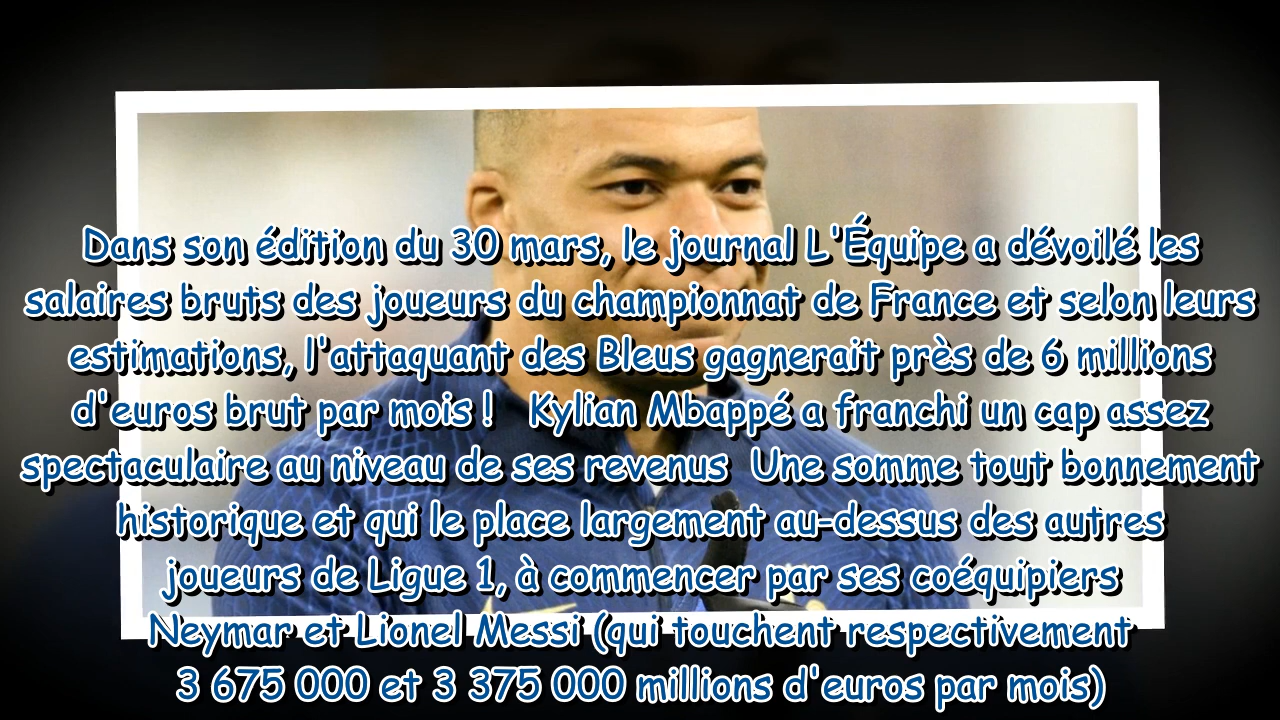 Dans son édition du 30 mars, le journal L'Équipe a dévoilé les
salaires bruts des joueurs du championnat de France et selon leurs
estimations, l'attaquant des Bleus gagnerait près de 6 millions
d'euros brut par mois !   Kylian Mbappé a franchi un cap assez
spectaculaire au niveau de ses revenus  Une somme tout bonnement
historique et qui le place largement au-dessus des autres
joueurs de Ligue 1, à commencer par ses coéquipiers
Neymar et Lionel Messi (qui touchent respectivement
3 675 000 et 3 375 000 millions d'euros par mois)